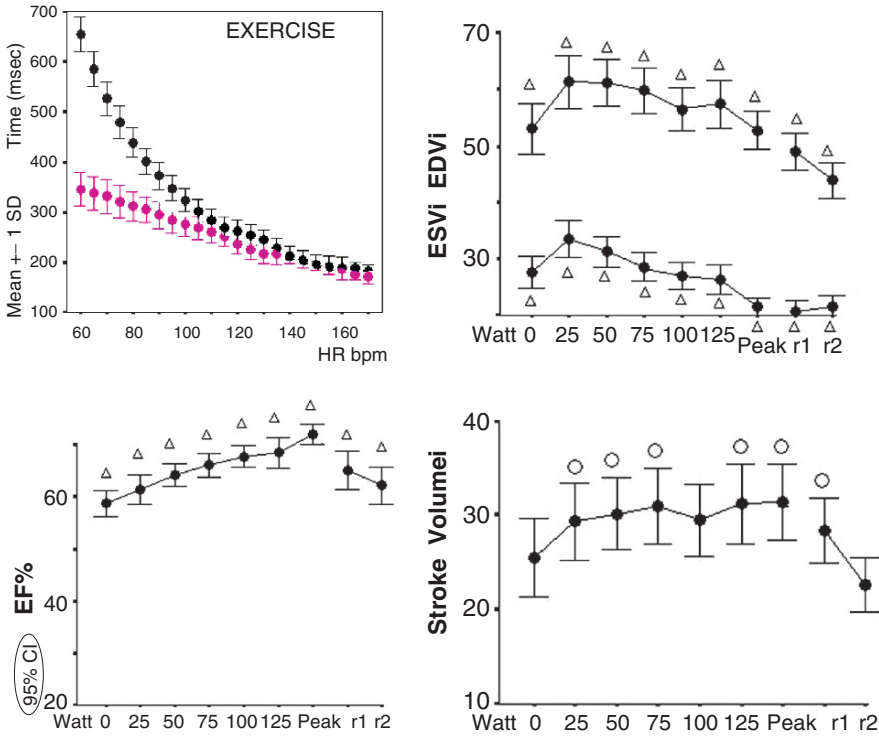 EXERCISE
Mean +− 1 SD Time (msec)
700
600
500
400
300
200
100
60 80 100 120 140 160
HR bpm
ESVi EDVi
70
50
30
Watt 0 25 50 75 100 125 Peak r1 r2
95% CI EF%
60
40
20
Watt 0 25 50 75 100 125 Peak r1 r2
Stroke Volumei
40
30
20
10
Watt 0 25 50 75 100 125 Peak r1 r2